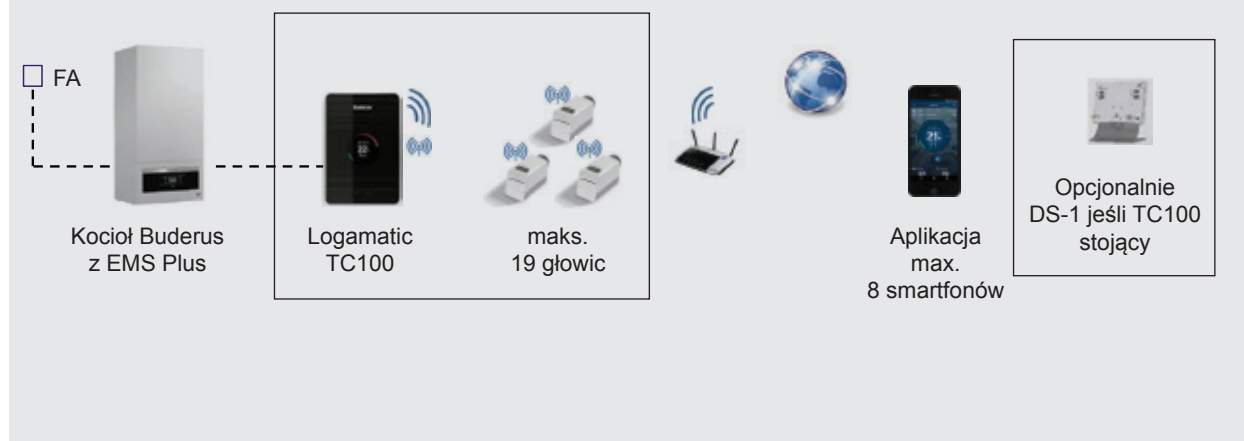 FA
Kocioł Buderus
z EMS Plus
Logamatic
TC100
maks.
19 głowic
Aplikacja
max.
8 smartfonów
Opcjonalnie
DS-1 jeśli TC100
stojący